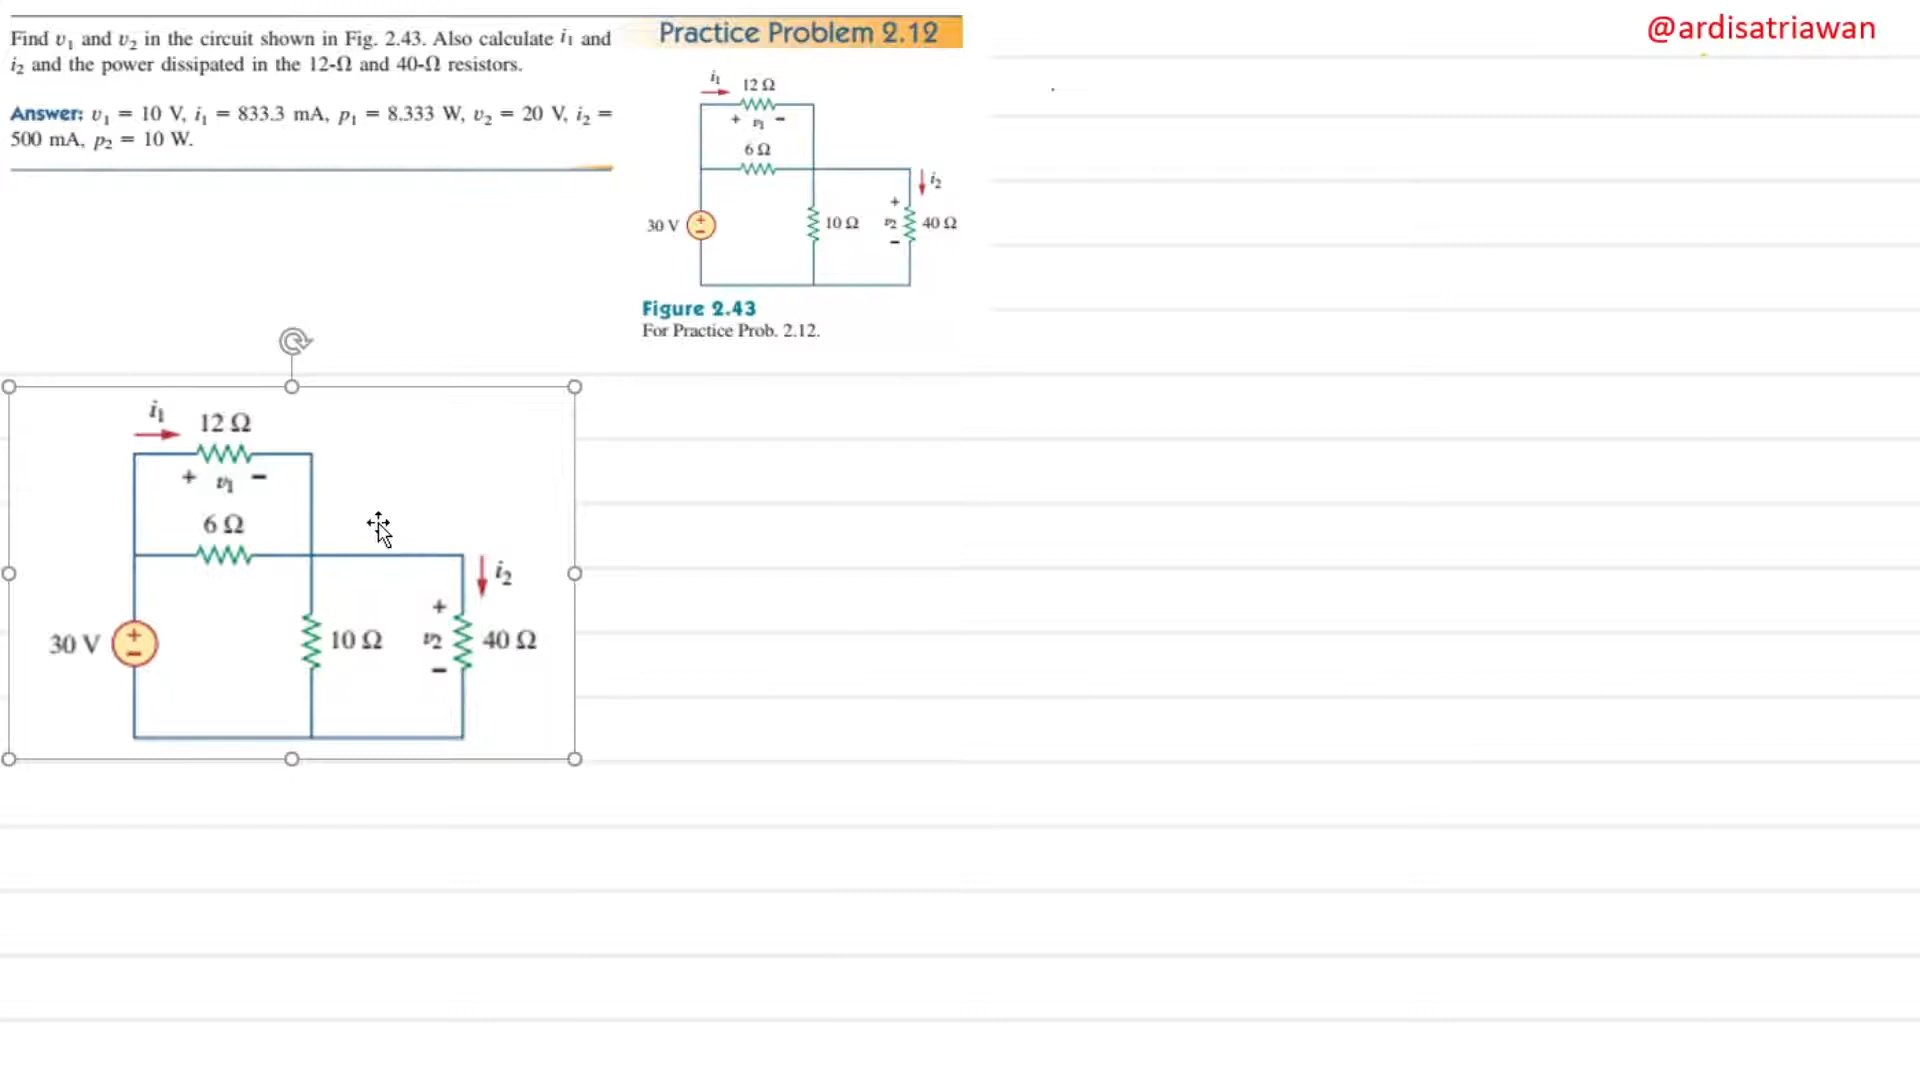 @ardisatriawan
Find v₁ and v₂ in the circuit shown in Fig. 2.43. Also calculate i₁ and
i₂ and the power dissipated in the 12-Ω and 40-Ω resistors.
Answer: v₁ = 10 V, i₁ = 833.3 mA, p₁ = 8.333 W, v₂ = 20 V, i₂ =
500 mA, p₂ = 10 W.
Practice Problem 2.12
i₁
12 Ω
+ v₁ −
6 Ω
i₂
30 V
+
−
10 Ω
+
v₂
−
40 Ω
Figure 2.43
For Practice Prob. 2.12.
i₁
12 Ω
+ v₁ −
6 Ω
i₂
30 V
+
−
10 Ω
+
v₂
−
40 Ω